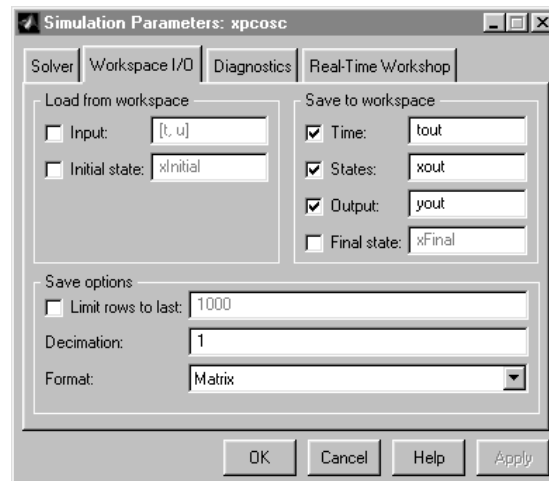 Simulation Parameters: xpcosc
Solver Workspace I/O Diagnostics Real-Time Workshop
Load from workspace
Input: [t, u]
Initial state: xInitial
Save to workspace
Time: tout
States: xout
Output: yout
Final state: xFinal
Save options
Limit rows to last: 1000
Decimation: 1
Format: Matrix
OK Cancel Help Apply